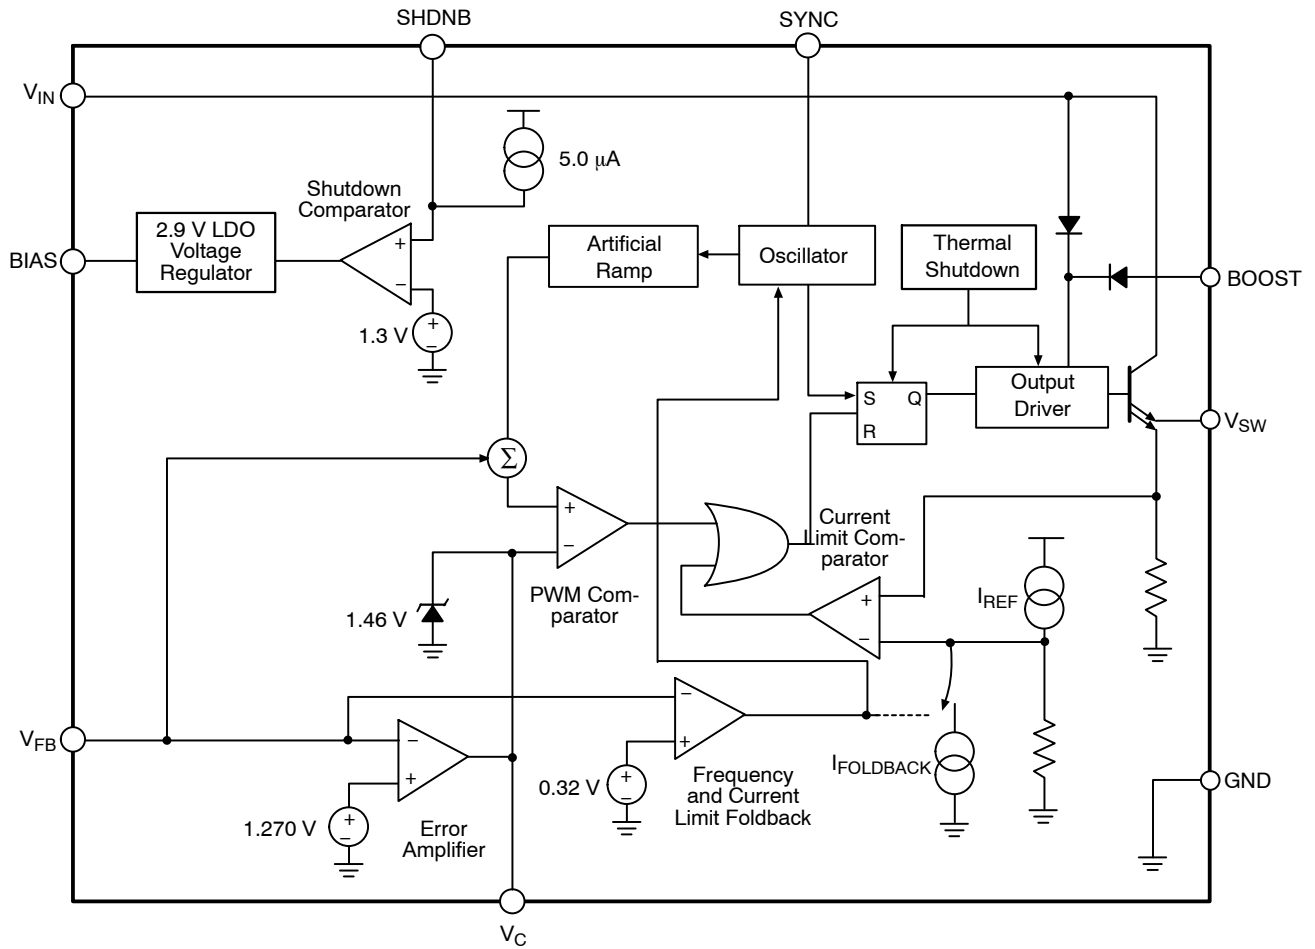 SHDNB
SYNC
VIN
5.0 μA
Shutdown
Comparator
2.9 V LDO
Voltage
Regulator
BIAS
+
−
1.3 V
+
−
Artificial
Ramp
Oscillator
Thermal
Shutdown
BOOST
S
Q
R
Output
Driver
VSW
Σ
+
−
PWM Com-
parator
1.46 V
Current
Limit Com-
parator
+
−
IREF
VFB
−
+
1.270 V
+
−
Error
Amplifier
−
+
0.32 V
+
−
Frequency
and Current
Limit Foldback
IFOLDBACK
GND
VC